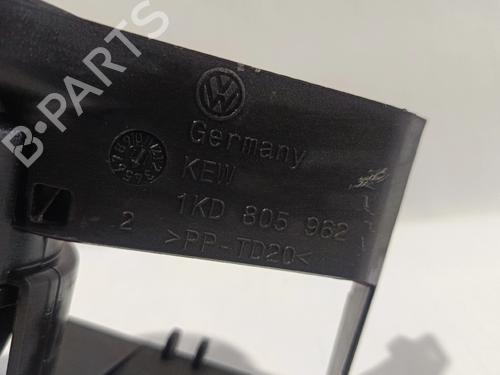 Germany
KEW
1KD 805 962
2
>PP-TD20<
B-PARTS